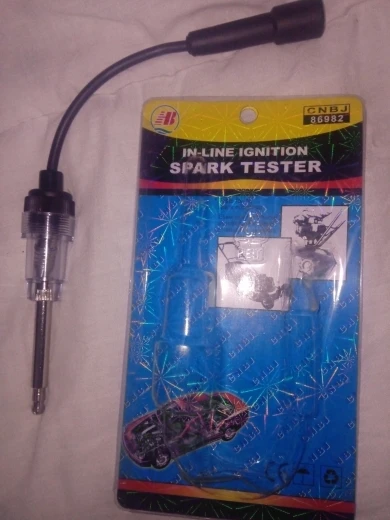 CNBJ
86982
IN-LINE IGNITION
SPARK TESTER